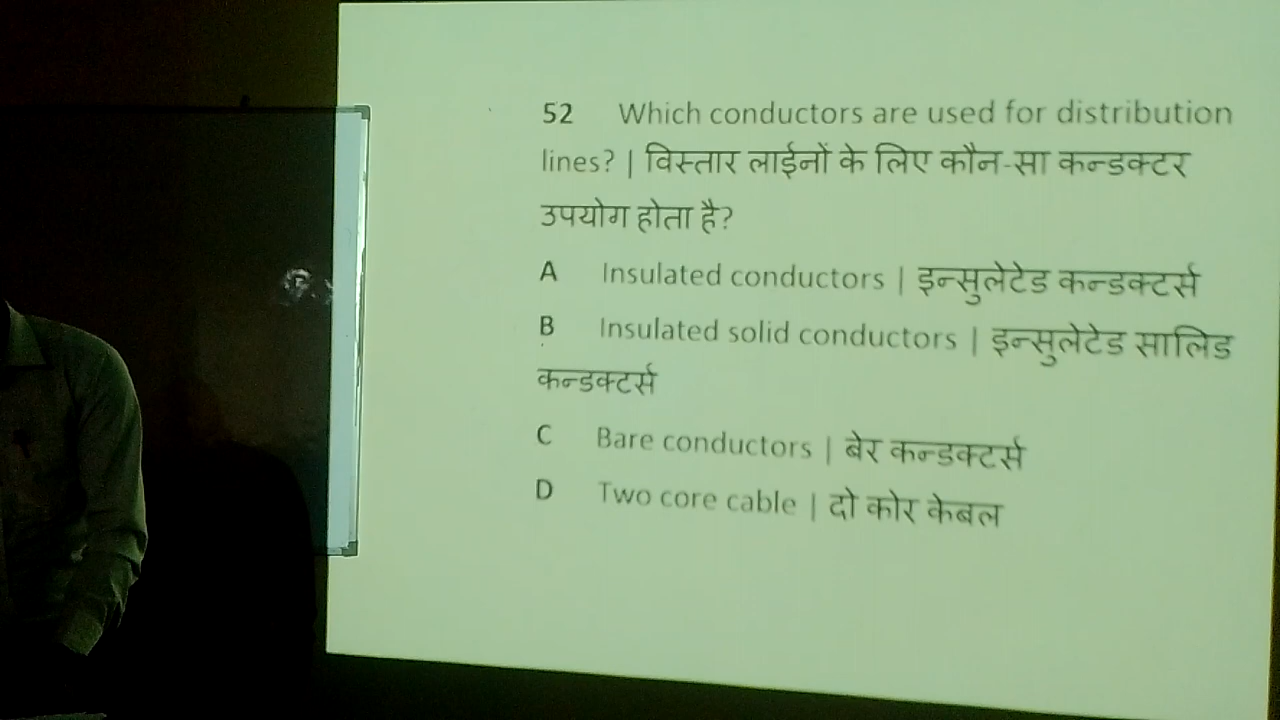 52 Which conductors are used for distribution
lines? | विस्तार लाईनों के लिए कौन-सा कन्डक्टर
उपयोग होता है?
A Insulated conductors | इन्सुलेटेड कन्डक्टर्स
B Insulated solid conductors | इन्सुलेटेड सालिड
कन्डक्टर्स
C Bare conductors | बेर कन्डक्टर्स
D Two core cable | दो कोर केबल